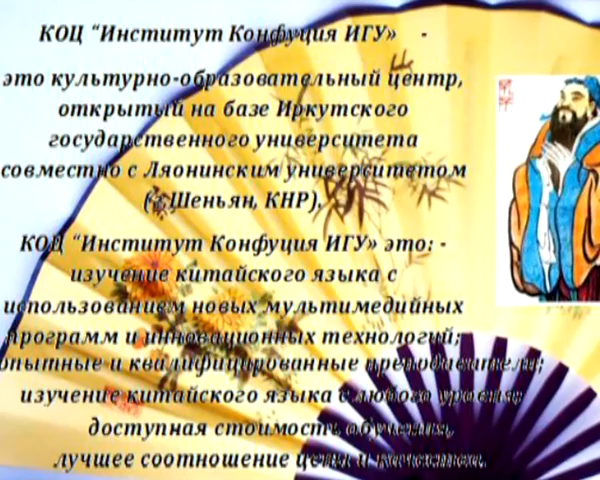 КОЦ “Институт Конфуция ИГУ» -
это культурно-образовательный центр,
открытый на базе Иркутского
государственного университета
совместно с Ляонинским университетом
(г.Шеньян, КНР).
КОЦ “Институт Конфуция ИГУ» это: -
изучение китайского языка с
использованием новых мультимедийных
программ и инновационных технологий;
опытные и квалифицированные преподаватели;
изучение китайского языка с любого уровня;
доступная стоимость обучения,
лучшее соотношение цены и качества.